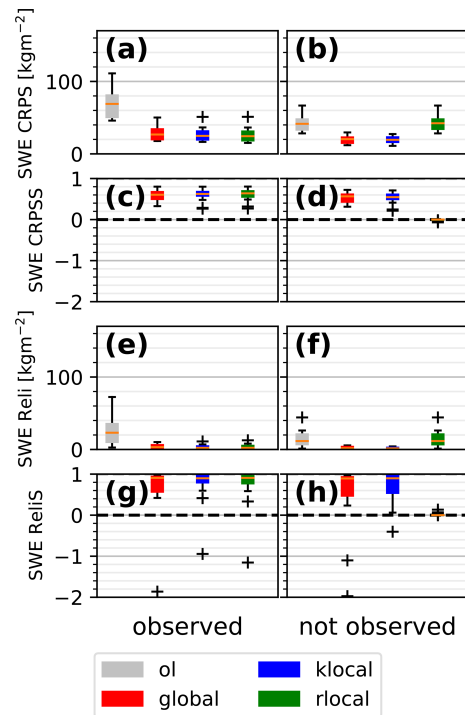 SWE CRPS [kgm−2]
100
0
(a)
(b)
SWE CRPSS
1
0
−1
−2
(c)
(d)
SWE Reli [kgm−2]
100
0
(e)
(f)
SWE ReliS
1
0
−1
−2
(g)
(h)
observed
not observed
ol
klocal
global
rlocal